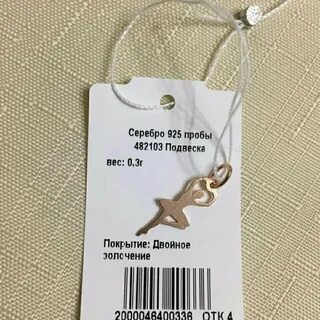 Серебро 925 пробы
482103 Подвеска
вес: 0,3г
Покрытие: Двойное
золочение
2000046400336 ОТК 4